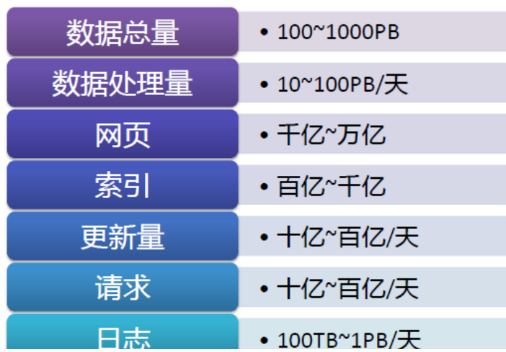 数据总量
• 100~1000PB
数据处理量
• 10~100PB/天
网页
• 千亿~万亿
索引
• 百亿~千亿
更新量
• 十亿~百亿/天
请求
• 十亿~百亿/天
日志
• 100TB~1PB/天